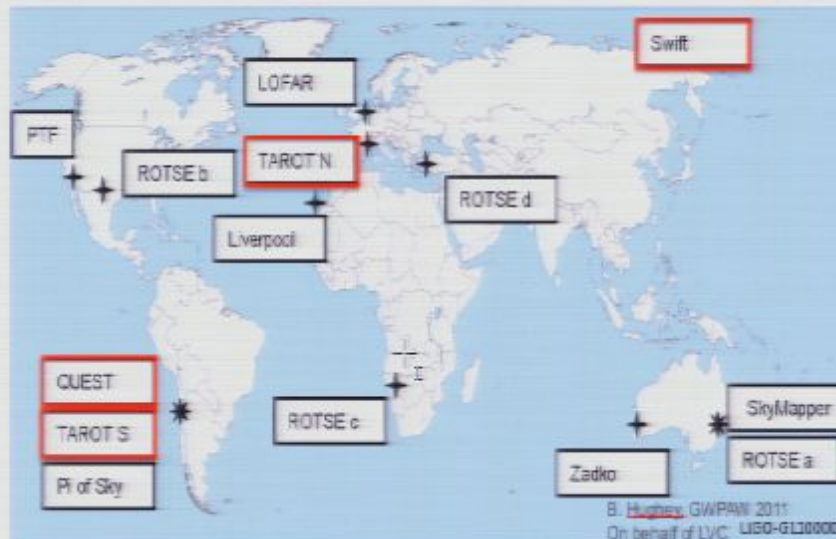 Swift
LOFAR
PTF
ROTSE b
TAROT N
ROTSE d
Liverpool
QUEST
TAROT S
Pi of Sky
ROTSE c
Zadko
SkyMapper
ROTSE a
B. Hughey, GWPAW 2011
On behalf of LVC